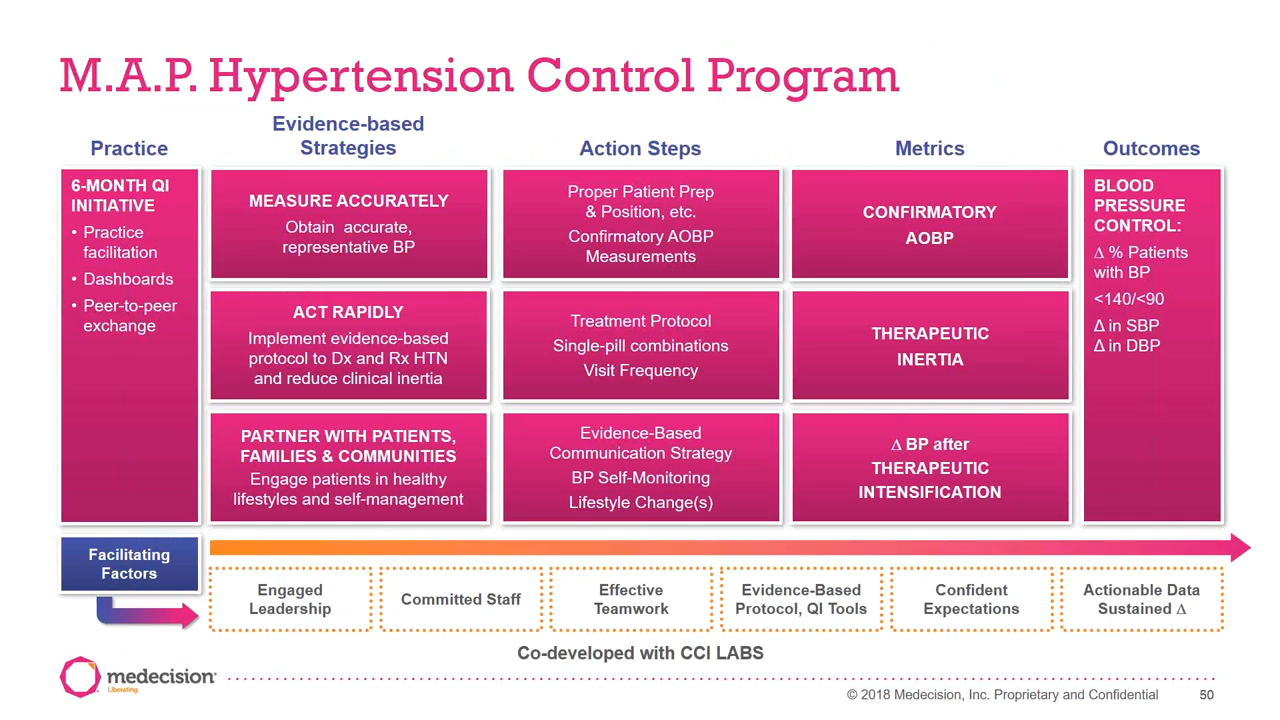 M.A.P. Hypertension Control Program
Practice
Evidence-based
Strategies
Action Steps
Metrics
Outcomes
6-MONTH QI
INITIATIVE
• Practice
facilitation
• Dashboards
• Peer-to-peer
exchange
MEASURE ACCURATELY
Obtain accurate,
representative BP
Proper Patient Prep
& Position, etc.
Confirmatory AOBP
Measurements
CONFIRMATORY
AOBP
ACT RAPIDLY
Implement evidence-based
protocol to Dx and Rx HTN
and reduce clinical inertia
Treatment Protocol
Single-pill combinations
Visit Frequency
THERAPEUTIC
INERTIA
PARTNER WITH PATIENTS,
FAMILIES & COMMUNITIES
Engage patients in healthy
lifestyles and self-management
Evidence-Based
Communication Strategy
BP Self-Monitoring
Lifestyle Change(s)
Δ BP after
THERAPEUTIC
INTENSIFICATION
BLOOD
PRESSURE
CONTROL:
Δ % Patients
with BP
<140/<90
Δ in SBP
Δ in DBP
Facilitating
Factors
Engaged
Leadership
Committed Staff
Effective
Teamwork
Evidence-Based
Protocol, QI Tools
Confident
Expectations
Actionable Data
Sustained Δ
Co-developed with CCI LABS
medecision
Liberating.
© 2018 Medecision, Inc. Proprietary and Confidential
50